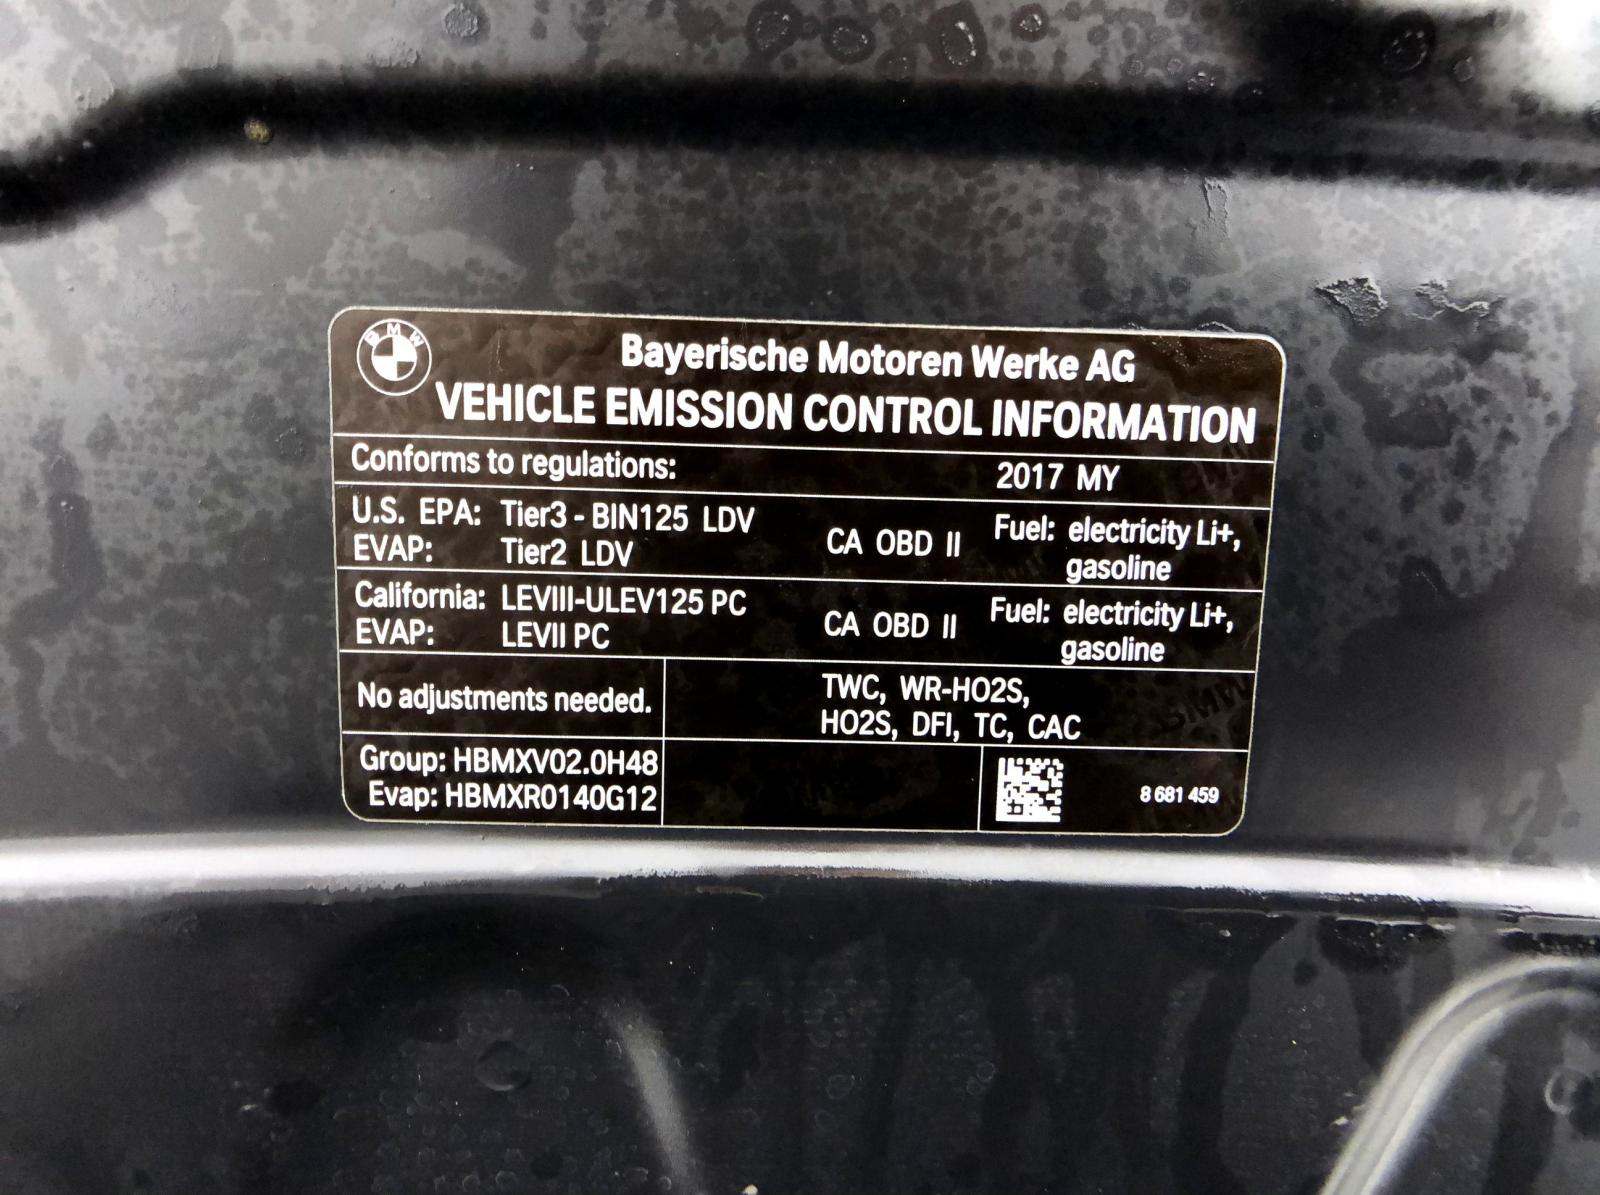 BMW
Bayerische Motoren Werke AG
VEHICLE EMISSION CONTROL INFORMATION
Conforms to regulations: 2017 MY
U.S. EPA: Tier3 - BIN125 LDV
EVAP: Tier2 LDV
CA OBD II
Fuel: electricity Li+,
gasoline
California: LEVIII-ULEV125 PC
EVAP: LEVII PC
CA OBD II
Fuel: electricity Li+,
gasoline
No adjustments needed.
TWC, WR-HO2S,
HO2S, DFI, TC, CAC
Group: HBMXV02.0H48
Evap: HBMXR0140G12
8 681 459